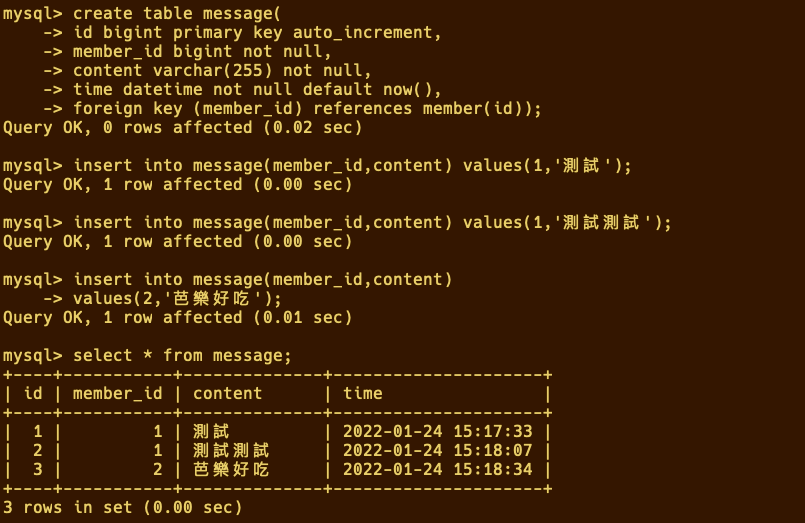 mysql> create table message(
    -> id bigint primary key auto_increment,
    -> member_id bigint not null,
    -> content varchar(255) not null,
    -> time datetime not null default now(),
    -> foreign key (member_id) references member(id));
Query OK, 0 rows affected (0.02 sec)
mysql> insert into message(member_id,content) values(1,'測試');
Query OK, 1 row affected (0.00 sec)
mysql> insert into message(member_id,content) values(1,'測試測試');
Query OK, 1 row affected (0.00 sec)
mysql> insert into message(member_id,content)
    -> values(2,'芭樂好吃');
Query OK, 1 row affected (0.01 sec)
mysql> select * from message;
+----+-----------+--------------+---------------------+
| id | member_id | content      | time                |
+----+-----------+--------------+---------------------+
|  1 |         1 | 測試         | 2022-01-24 15:17:33 |
|  2 |         1 | 測試測試     | 2022-01-24 15:18:07 |
|  3 |         2 | 芭樂好吃     | 2022-01-24 15:18:34 |
+----+-----------+--------------+---------------------+
3 rows in set (0.00 sec)